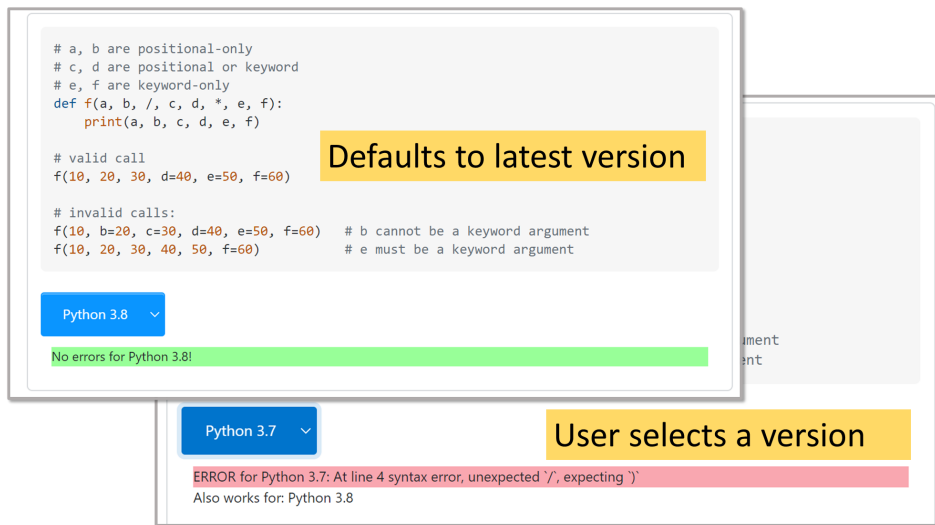 # a, b are positional-only
# c, d are positional or keyword
# e, f are keyword-only
def f(a, b, /, c, d, *, e, f):
    print(a, b, c, d, e, f)
Defaults to latest version
# valid call
f(10, 20, 30, d=40, e=50, f=60)
# invalid calls:
f(10, b=20, c=30, d=40, e=50, f=60)   # b cannot be a keyword argument
f(10, 20, 30, 40, 50, f=60)           # e must be a keyword argument
Python 3.8
No errors for Python 3.8!
ument
ent
Python 3.7
User selects a version
ERROR for Python 3.7: At line 4 syntax error, unexpected `/`, expecting `)`
Also works for: Python 3.8